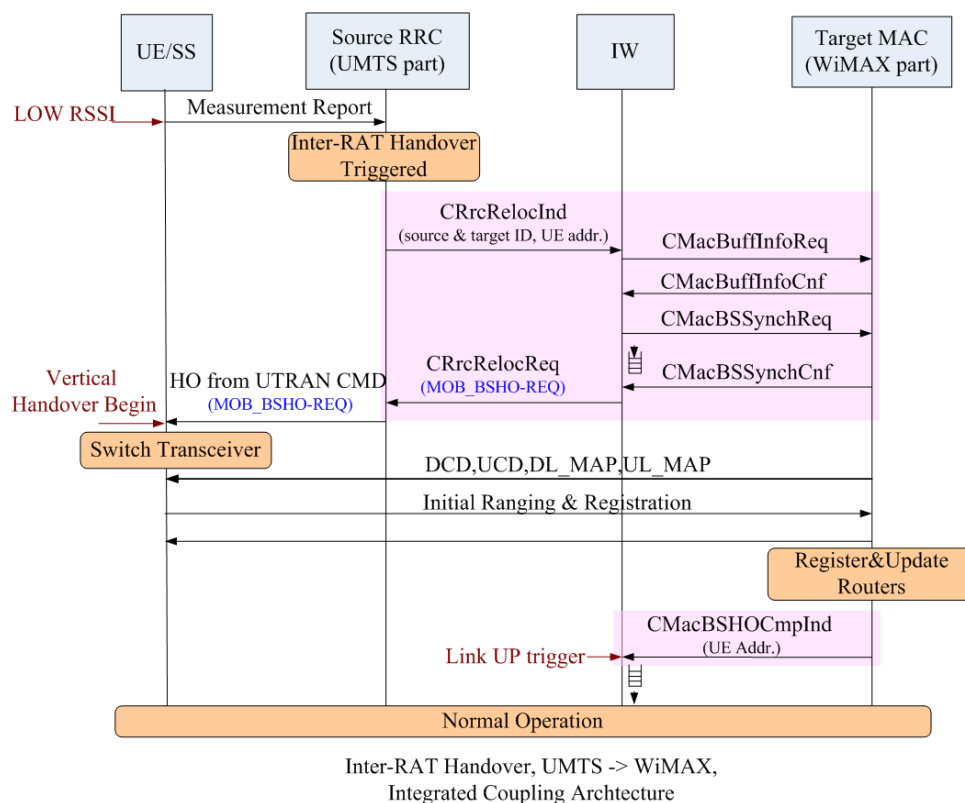 UE/SS
Source RRC
(UMTS part)
IW
Target MAC
(WiMAX part)
LOW RSSI
Measurement Report
Inter-RAT Handover
Triggered
CRrcRelocInd
(source & target ID, UE addr.)
CMacBuffInfoReq
CMacBuffInfoCnf
CMacBSSynchReq
CRrcRelocReq
(MOB_BSHO-REQ)
CMacBSSynchCnf
Vertical
Handover Begin
HO from UTRAN CMD
(MOB_BSHO-REQ)
Switch Transceiver
DCD,UCD,DL_MAP,UL_MAP
Initial Ranging & Registration
Register&Update
Routers
CMacBSHOCmpInd
(UE Addr.)
Link UP trigger
Normal Operation
Inter-RAT Handover, UMTS -> WiMAX,
Integrated Coupling Archtecture